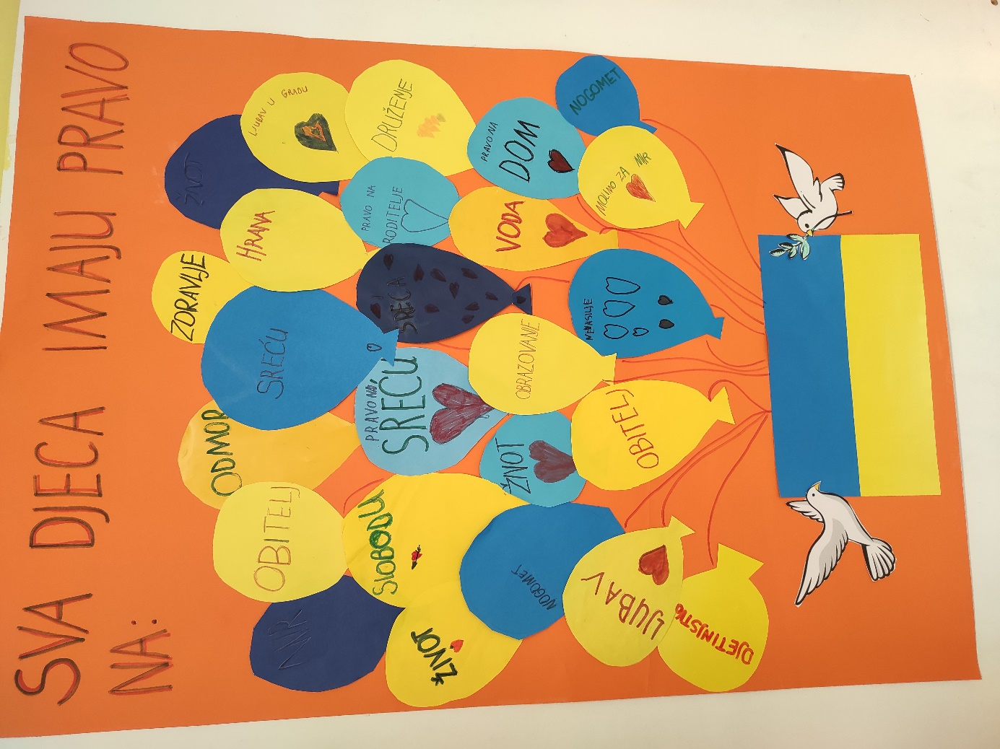 SVA DJECA IMAJU PRAVO
NA:
ODMOR
ZDRAVLJE
MIR
OBITELJ
SREĆU
HRANA
LJUBAV U GRADU
ŽIVOT
SLOBODU
PRAVO NA:
SREĆU
SREĆA
PRAVO NA
RODITELJE
DRUŽENJE
NOGOMET
ŽIVOT
OBRAZOVANJE
VODA
PRAVO NA
DOM
LJUBAV
OBITELJ
NENASILJE
MOLIMO ZA MIR
NOGOMET
DJETINJSTVO